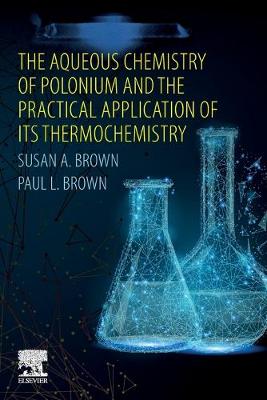 THE AQUEOUS CHEMISTRY
OF POLONIUM AND THE
PRACTICAL APPLICATION OF
ITS THERMOCHEMISTRY
SUSAN A. BROWN
PAUL L. BROWN
ELSEVIER